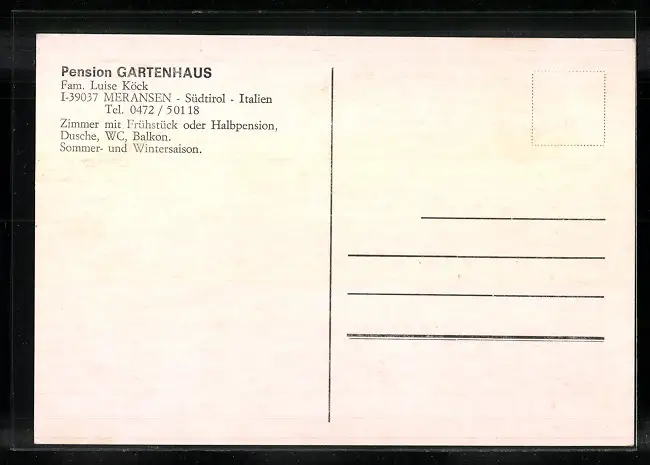 Pension GARTENHAUS
Fam. Luise Köck
I-39037 MERANSEN - Südtirol - Italien
Tel. 0472 / 50118
Zimmer mit Frühstück oder Halbpension,
Dusche, WC, Balkon.
Sommer- und Wintersaison.